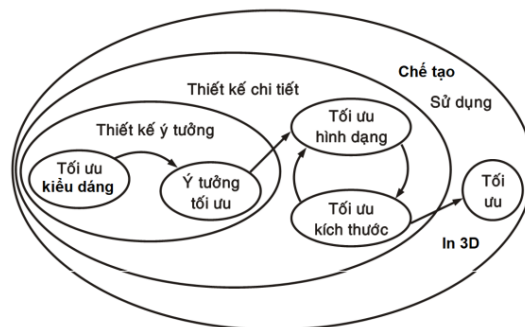 Chế tạo
Sử dụng
Thiết kế chi tiết
Thiết kế ý tưởng
Tối ưu
kiểu dáng
Ý tưởng
tối ưu
Tối ưu
hình dạng
Tối ưu
kích thước
Tối
ưu
In 3D